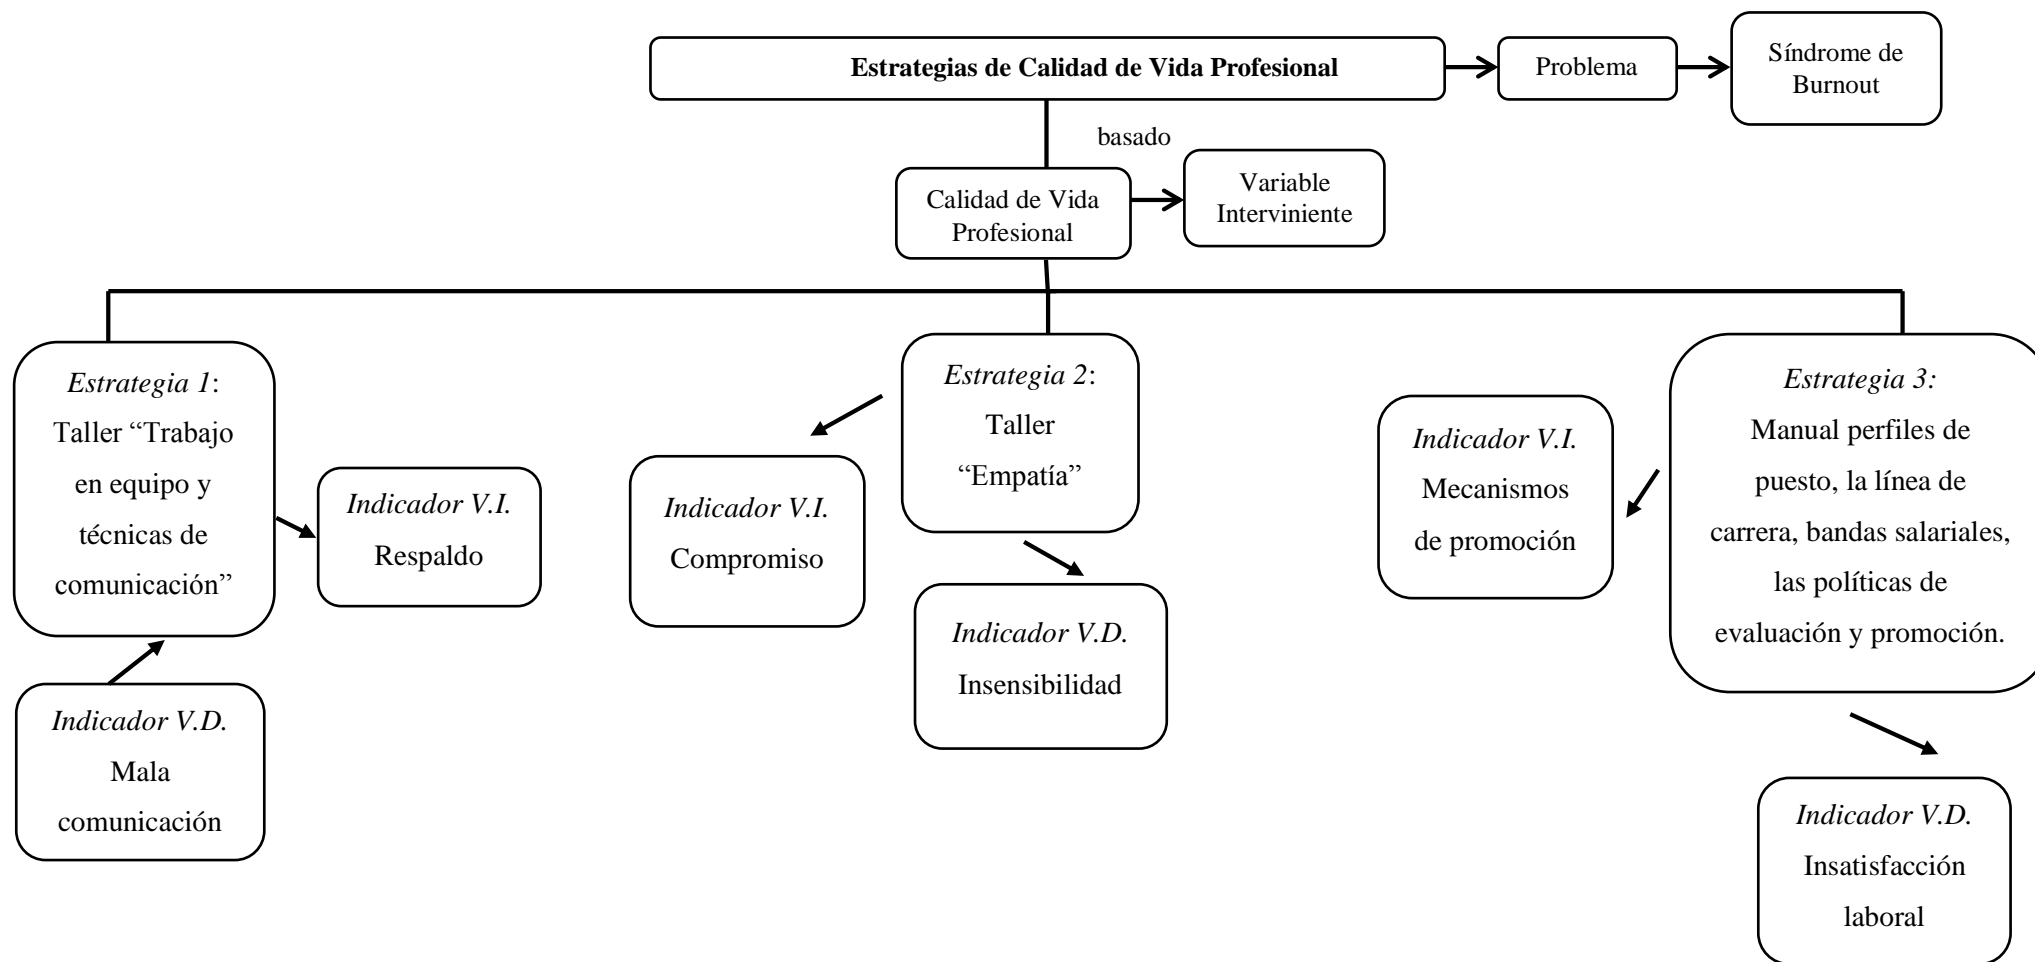 Estrategias de Calidad de Vida Profesional
Problema
Síndrome de
Burnout
basado
Calidad de Vida
Profesional
Variable
Interviniente
Estrategia 1:
Taller “Trabajo
en equipo y
técnicas de
comunicación”
Indicador V.I.
Respaldo
Indicador V.D.
Mala
comunicación
Estrategia 2:
Taller
“Empatía”
Indicador V.I.
Compromiso
Indicador V.D.
Insensibilidad
Indicador V.I.
Mecanismos
de promoción
Estrategia 3:
Manual perfiles de
puesto, la línea de
carrera, bandas salariales,
las políticas de
evaluación y promoción.
Indicador V.D.
Insatisfacción
laboral